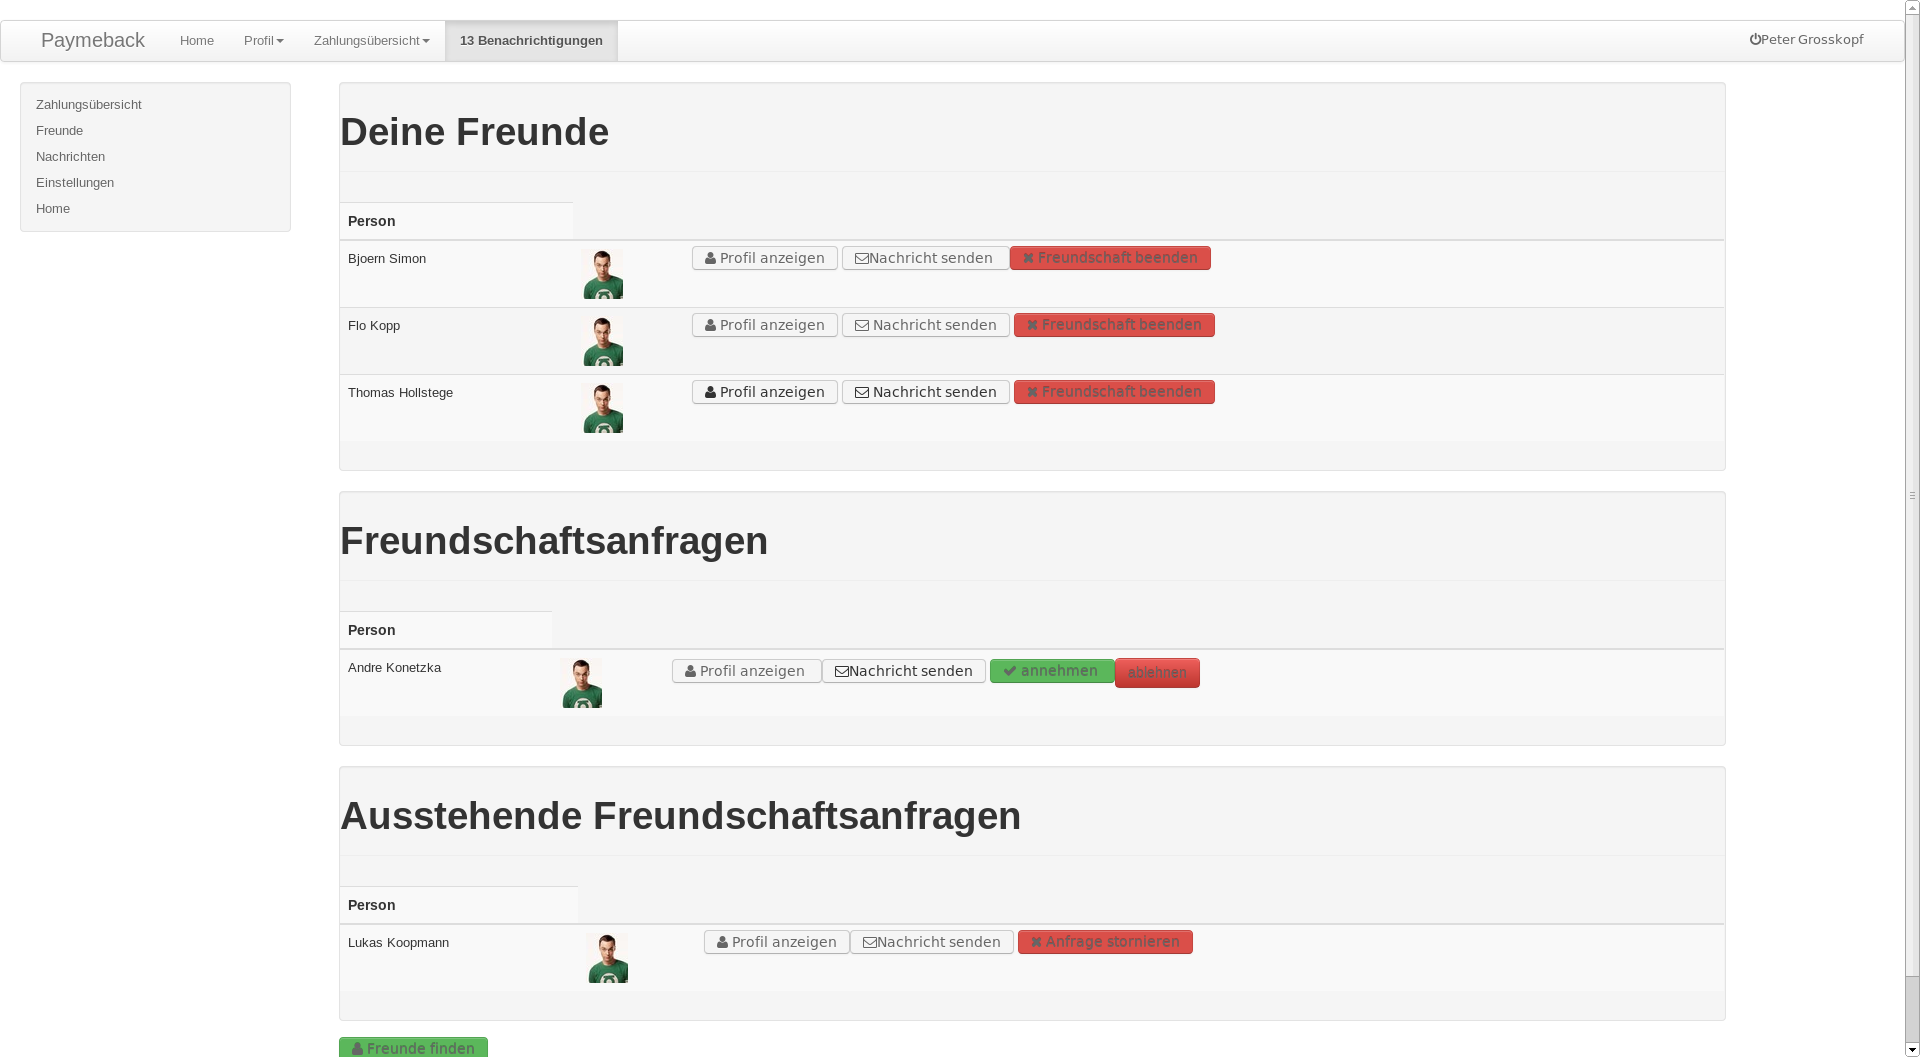 Paymeback Home Profil Zahlungsübersicht 13 Benachrichtigungen Peter Grosskopf
Zahlungsübersicht
Freunde
Nachrichten
Einstellungen
Home
Deine Freunde
Person
Bjoern Simon Profil anzeigen Nachricht senden Freundschaft beenden
Flo Kopp Profil anzeigen Nachricht senden Freundschaft beenden
Thomas Hollstege Profil anzeigen Nachricht senden Freundschaft beenden
Freundschaftsanfragen
Person
Andre Konetzka Profil anzeigen Nachricht senden annehmen ablehnen
Ausstehende Freundschaftsanfragen
Person
Lukas Koopmann Profil anzeigen Nachricht senden Anfrage stornieren
Freunde finden